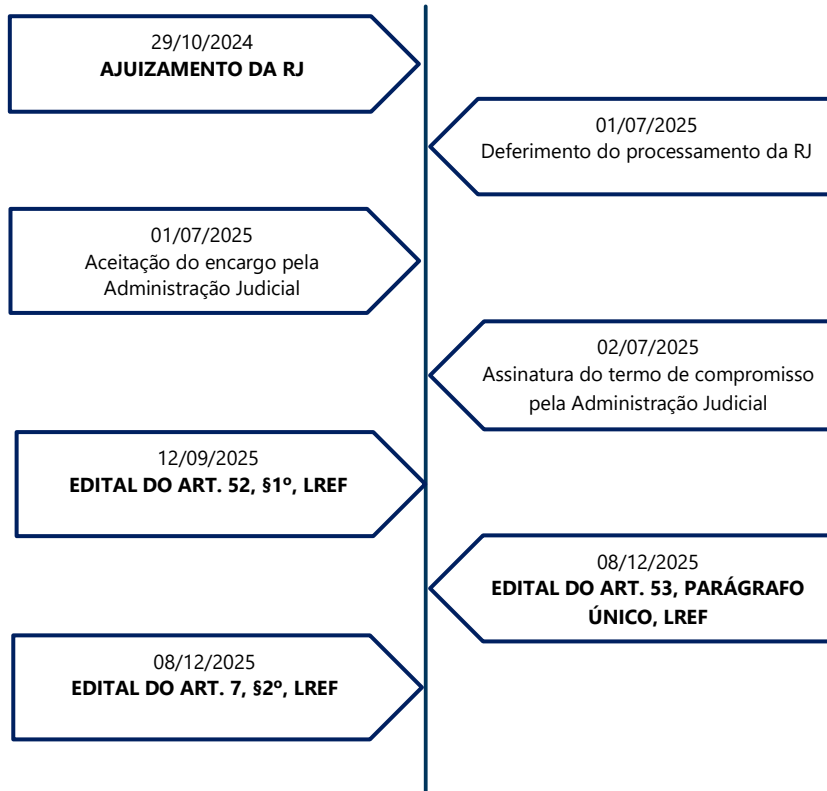 29/10/2024
AJUIZAMENTO DA RJ
01/07/2025
Deferimento do processamento da RJ
01/07/2025
Aceitação do encargo pela
Administração Judicial
02/07/2025
Assinatura do termo de compromisso
pela Administração Judicial
12/09/2025
EDITAL DO ART. 52, §1º, LREF
08/12/2025
EDITAL DO ART. 53, PARÁGRAFO
ÚNICO, LREF
08/12/2025
EDITAL DO ART. 7, §2º, LREF